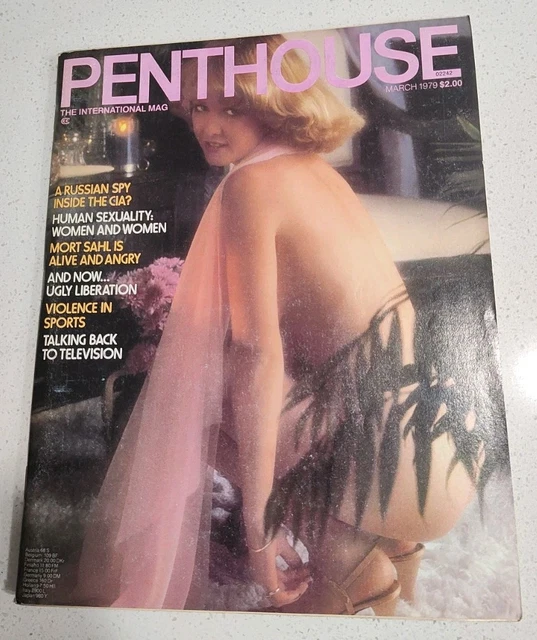 PENTHOUSE
02242
THE INTERNATIONAL MAG
MARCH 1979 $2.00
A RUSSIAN SPY
INSIDE THE CIA?
HUMAN SEXUALITY:
WOMEN AND WOMEN
MORT SAHL IS
ALIVE AND ANGRY
AND NOW...
UGLY LIBERATION
VIOLENCE IN
SPORTS
TALKING BACK
TO TELEVISION